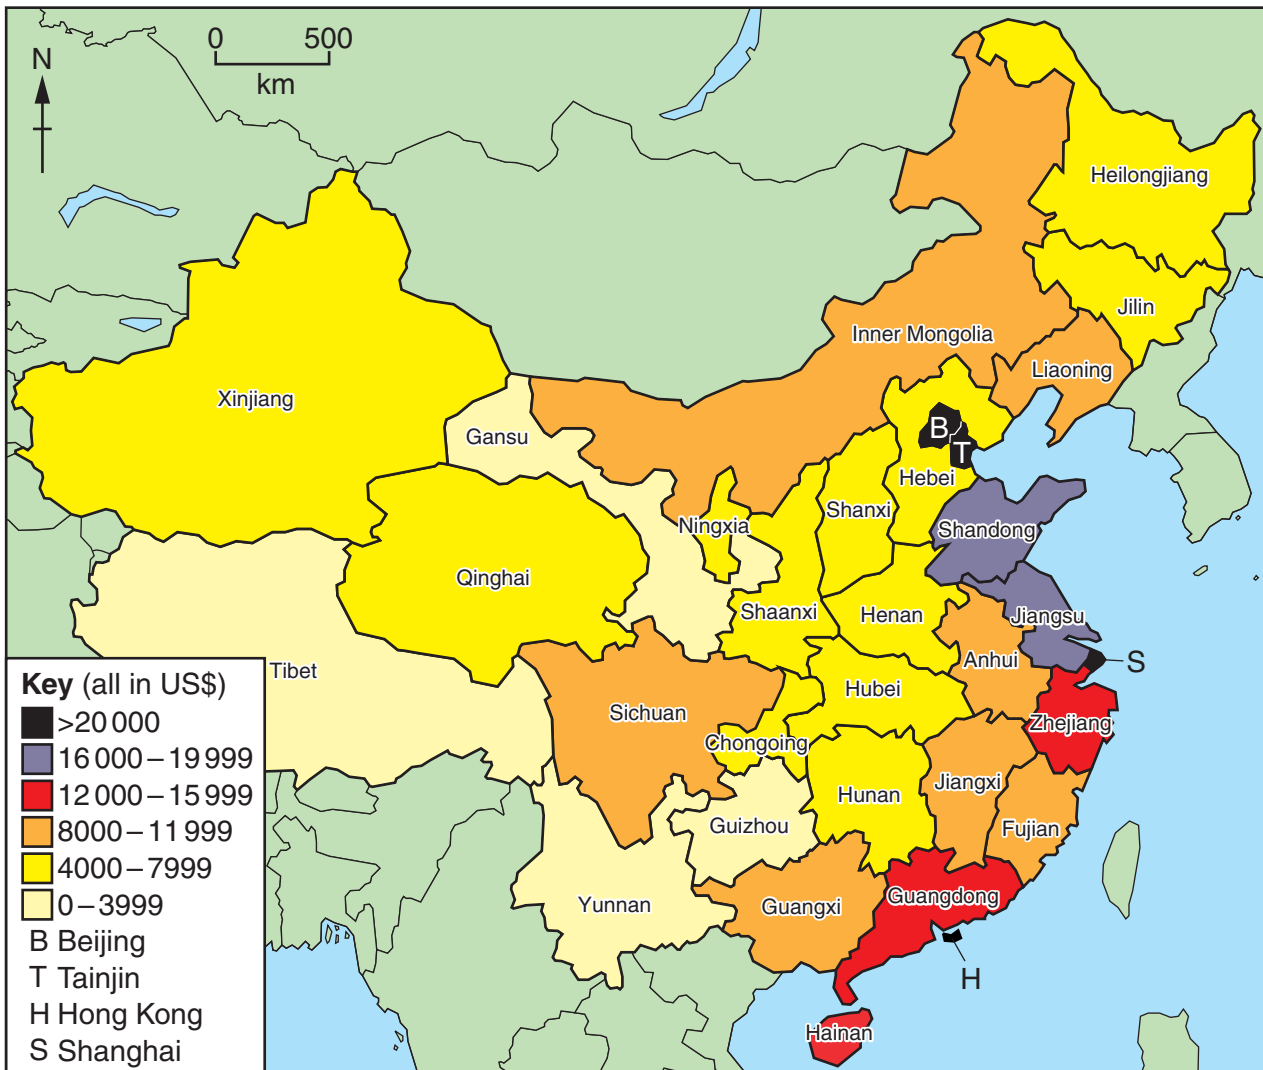 0 500
km
N
Heilongjiang
Jilin
Inner Mongolia
Liaoning
Xinjiang
Gansu
B
T
Hebei
Shanxi
Ningxia
Shandong
Qinghai
Shaanxi
Henan
Jiangsu
Tibet
Anhui
S
Hubei
Sichuan
Zhejiang
Chongoing
Jiangxi
Hunan
Guizhou
Fujian
Yunnan
Guangxi
Guangdong
H
Hainan
Key (all in US$)
>20 000
16 000–19 999
12 000–15 999
8000–11 999
4000–7999
0–3999
B Beijing
T Tainjin
H Hong Kong
S Shanghai